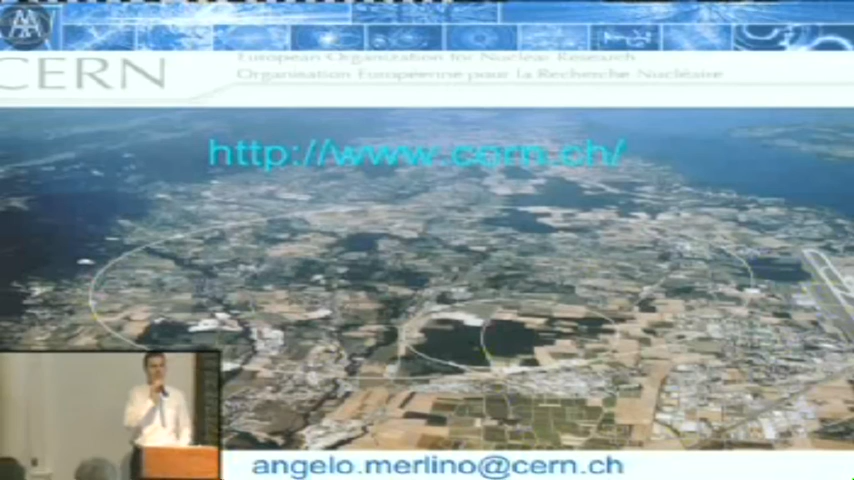 CERN
European Organization for Nuclear Research
Organisation Européenne pour la Recherche Nucléaire
http://www.cern.ch/
angelo.merlino@cern.ch